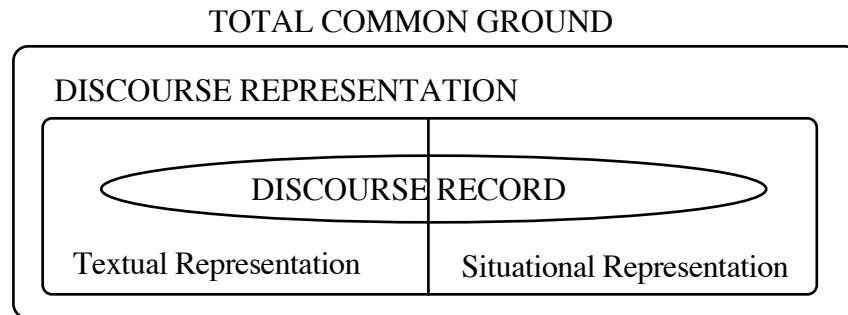 TOTAL COMMON GROUND
DISCOURSE REPRESENTATION
DISCOURSE RECORD
Textual Representation
Situational Representation